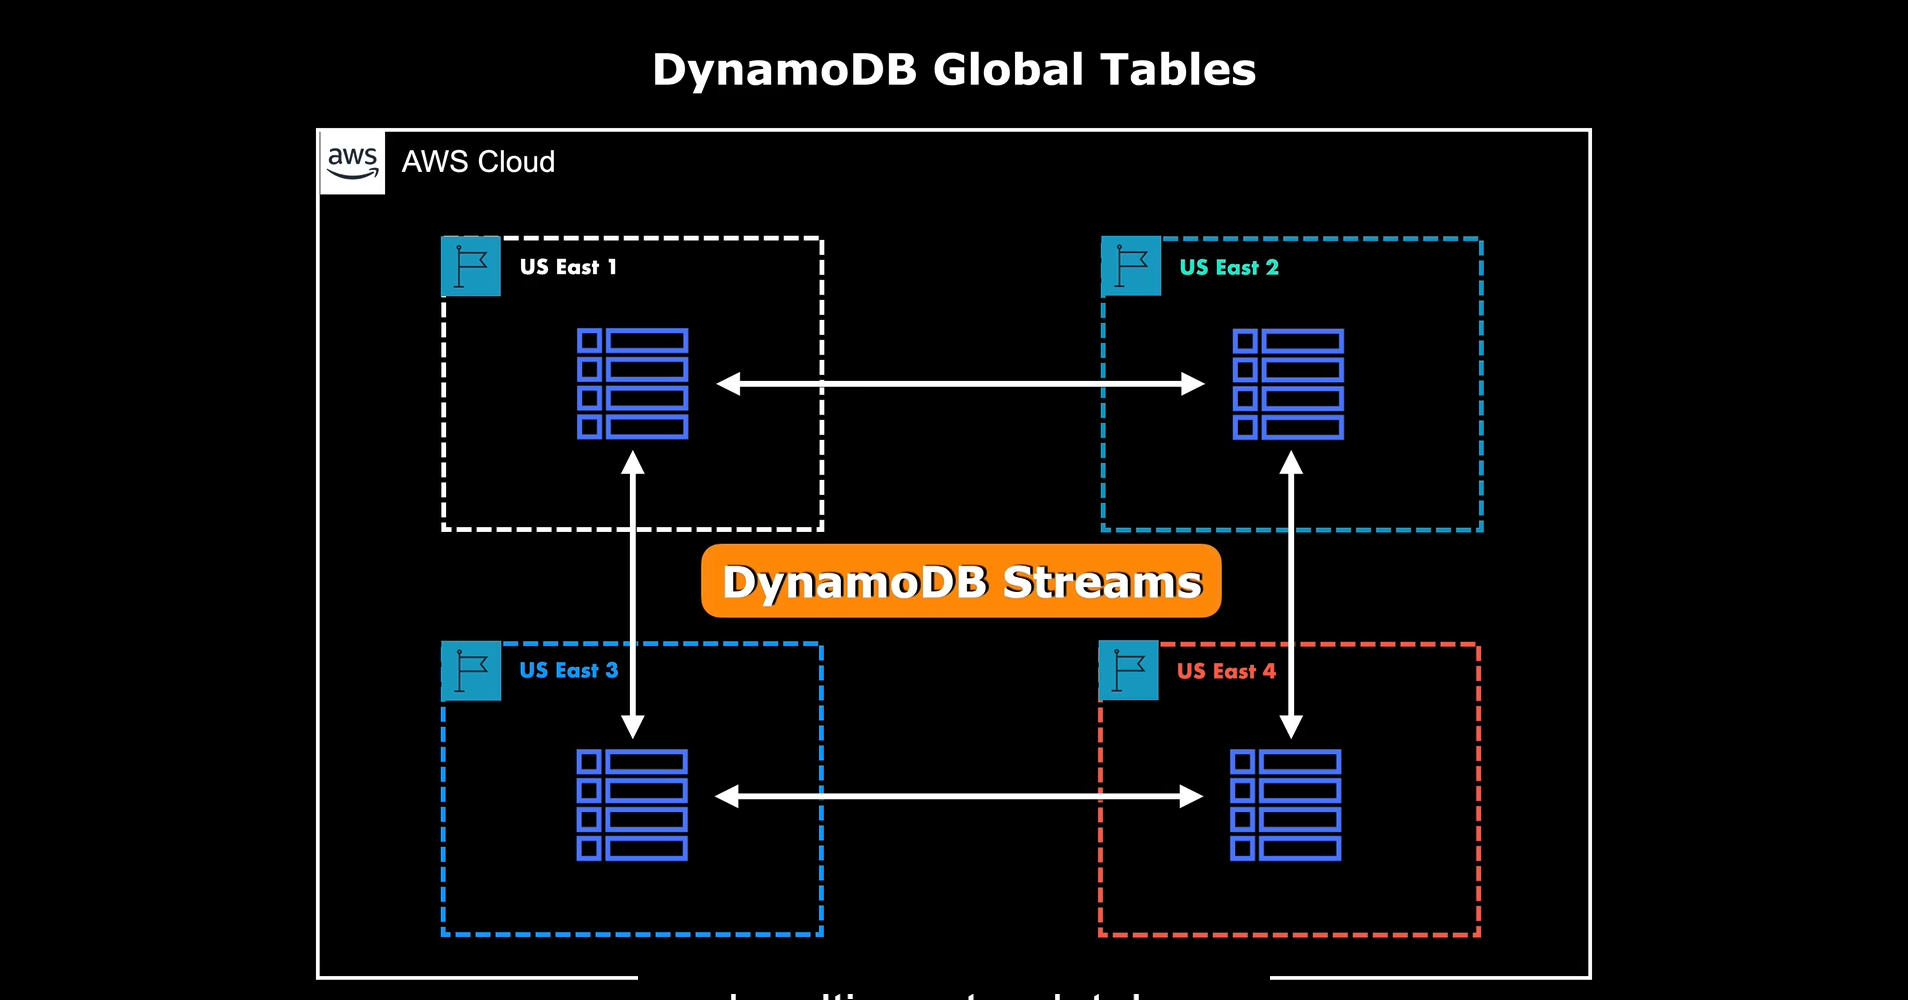 DynamoDB Global Tables
aws
AWS Cloud
US East 1
US East 2
DynamoDB Streams
US East 3
US East 4